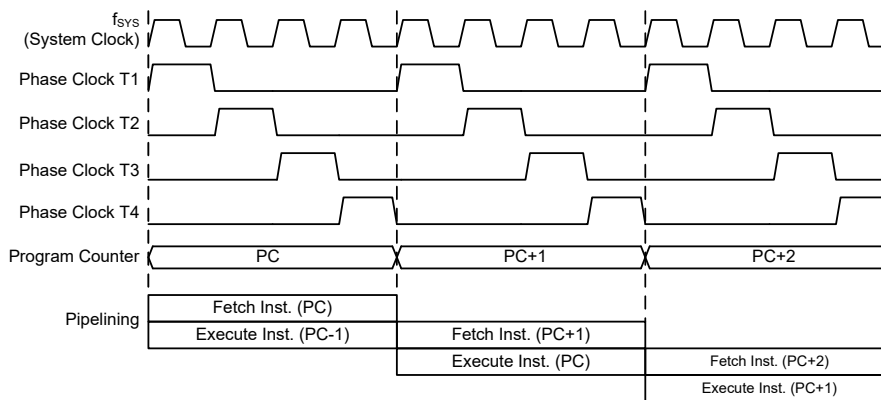 fSYS
(System Clock)
Phase Clock T1
Phase Clock T2
Phase Clock T3
Phase Clock T4
Program Counter PC PC+1 PC+2
Pipelining
Fetch Inst. (PC)
Execute Inst. (PC-1) Fetch Inst. (PC+1)
Execute Inst. (PC) Fetch Inst. (PC+2)
Execute Inst. (PC+1)